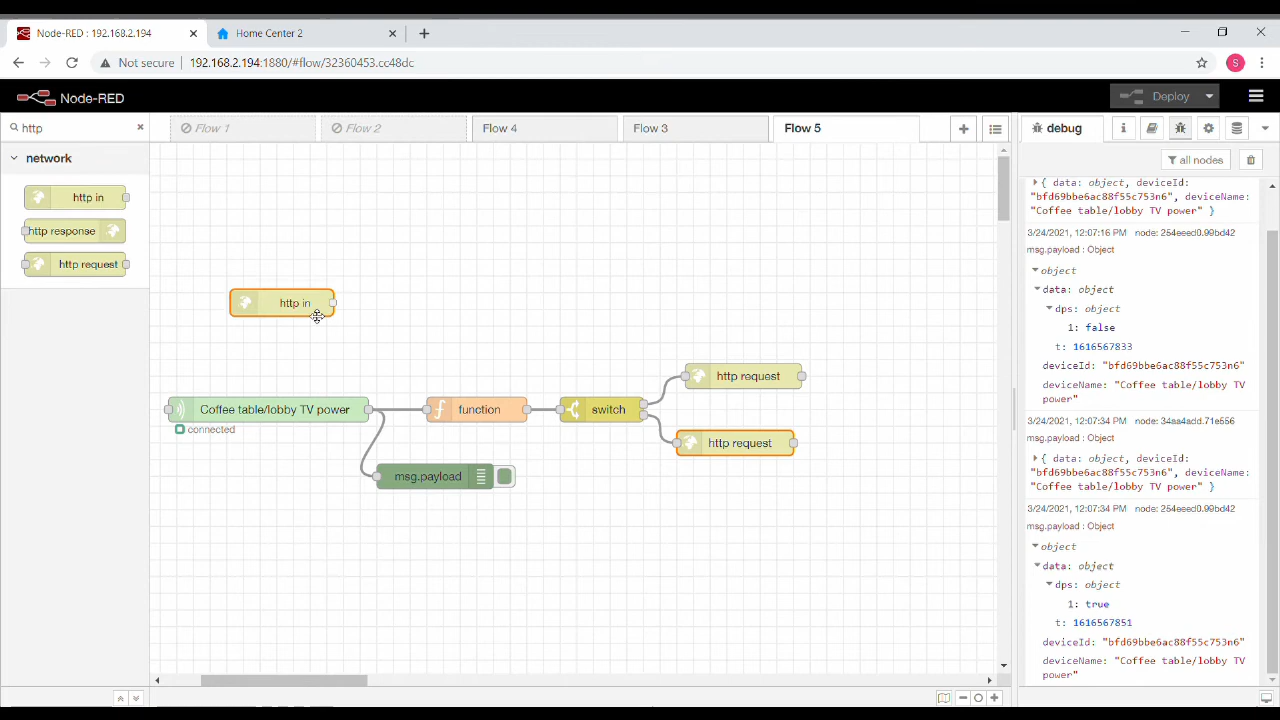 Node-RED : 192.168.2.194
Home Center 2
Not secure
192.168.2.194:1880/#flow/32360453.cc48dc
S
Node-RED
Deploy
http
Flow 1
Flow 2
Flow 4
Flow 3
Flow 5
debug
network
all nodes
http in
http response
http request
http in
Coffee table/lobby TV power
connected
function
switch
http request
http request
msg.payload
{ data: object, deviceId:
"bfd69bbe6ac88f55c753n6", deviceName:
"Coffee table/lobby TV power" }
3/24/2021, 12:07:16 PM node: 254eeed0.99bd42
msg.payload : Object
object
data: object
dps: object
1: false
t: 1616567833
deviceId: "bfd69bbe6ac88f55c753n6"
deviceName: "Coffee table/lobby TV
power"
3/24/2021, 12:07:34 PM node: 34aa4add.71e556
msg.payload : Object
{ data: object, deviceId:
"bfd69bbe6ac88f55c753n6", deviceName:
"Coffee table/lobby TV power" }
3/24/2021, 12:07:34 PM node: 254eeed0.99bd42
msg.payload : Object
object
data: object
dps: object
1: true
t: 1616567851
deviceId: "bfd69bbe6ac88f55c753n6"
deviceName: "Coffee table/lobby TV
power"